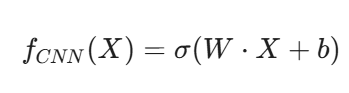 f_{CNN}(X) = σ(W · X + b)